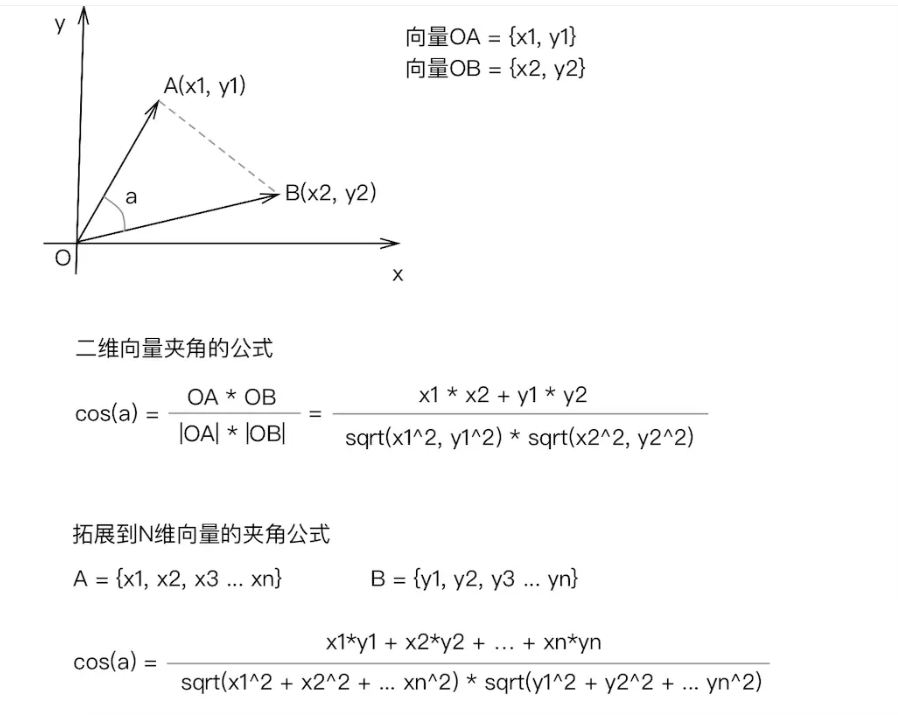 y
向量OA = {x1, y1}
向量OB = {x2, y2}
A(x1, y1)
a
B(x2, y2)
O
x
二维向量夹角的公式
cos(a) = OA * OB / |OA| * |OB| = x1 * x2 + y1 * y2 / sqrt(x1^2, y1^2) * sqrt(x2^2, y2^2)
拓展到N维向量的夹角公式
A = {x1, x2, x3 ... xn} B = {y1, y2, y3 ... yn}
cos(a) = x1*y1 + x2*y2 + ... + xn*yn / sqrt(x1^2 + x2^2 + ... xn^2) * sqrt(y1^2 + y2^2 + ... yn^2)